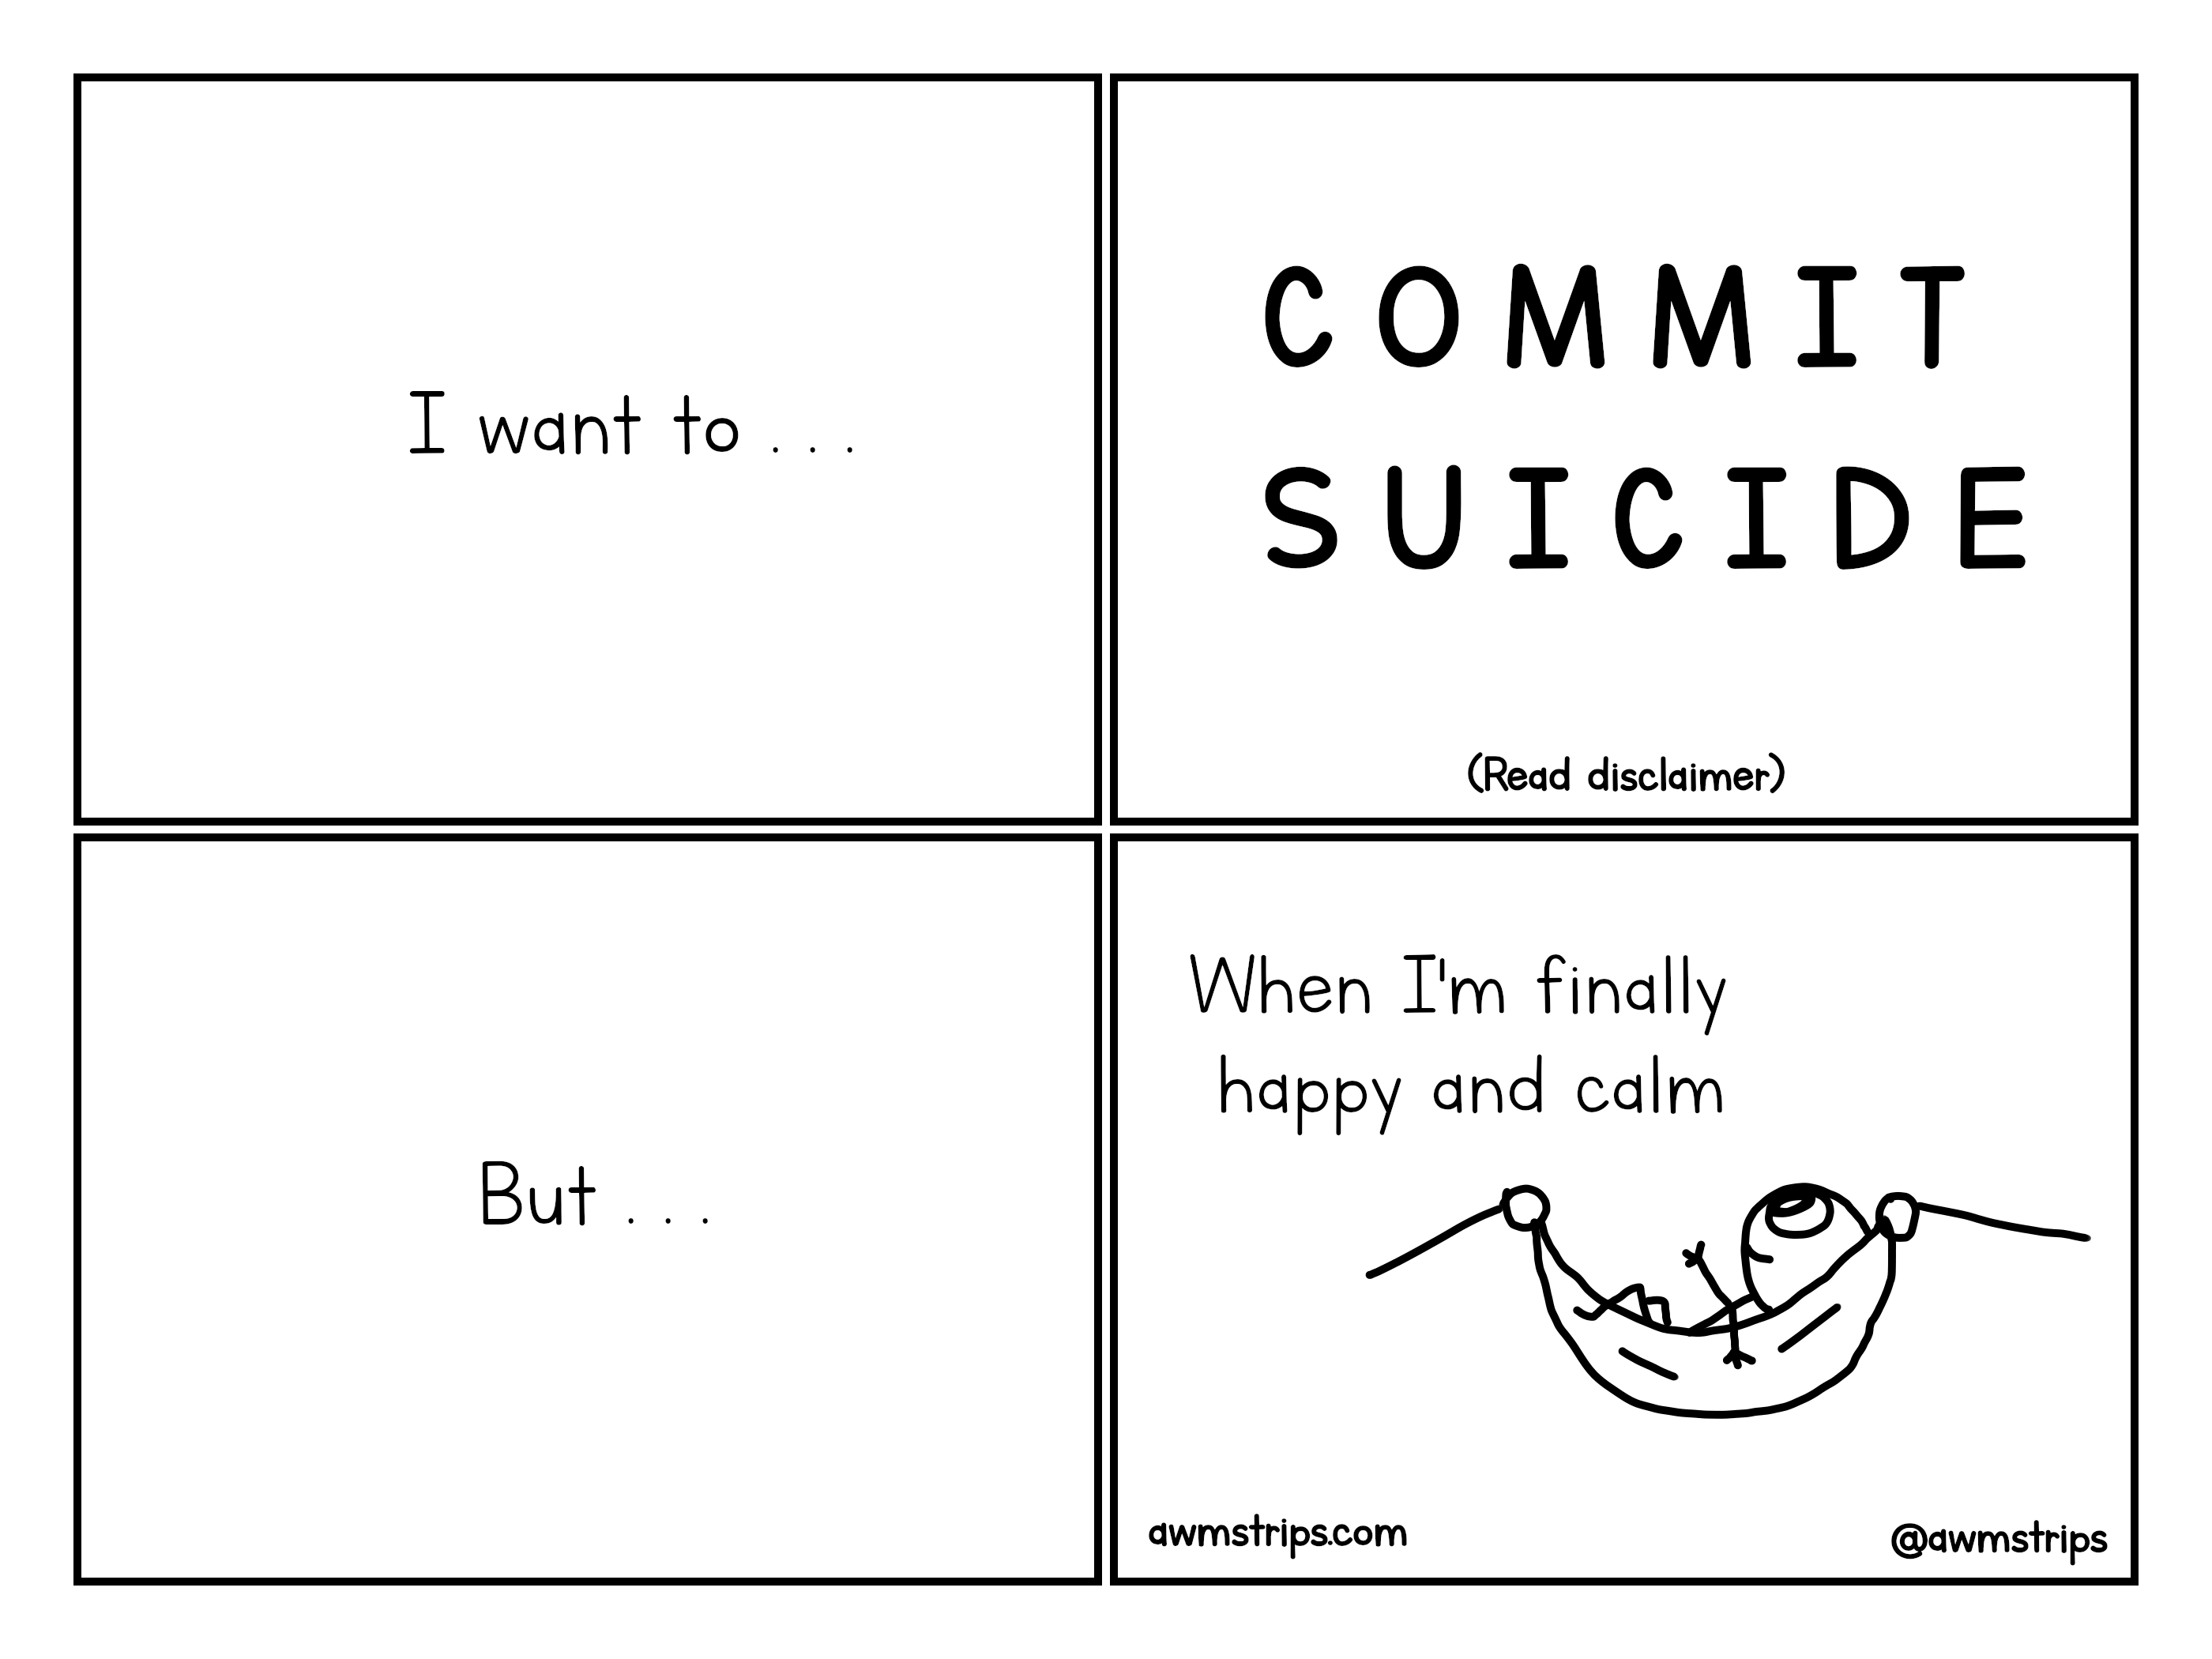 I want to . . .
COMMIT
SUICIDE
(Read disclaimer)
But . . .
When I'm finally
happy and calm
awmstrips.com
@awmstrips